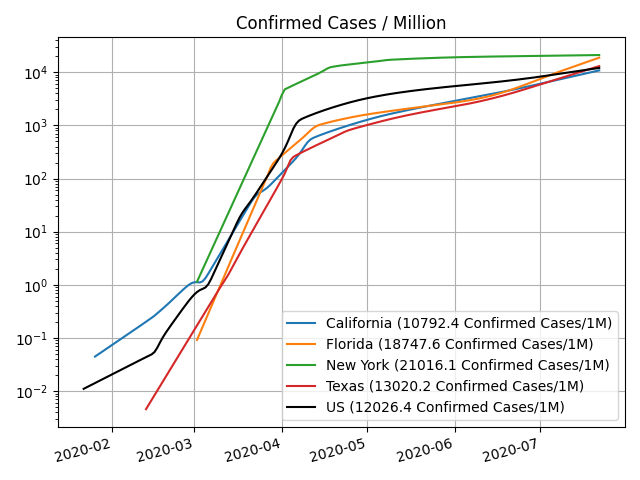 Confirmed Cases / Million
10⁴
10³
10²
10¹
10⁰
10⁻¹
10⁻²
California (10792.4 Confirmed Cases/1M)
Florida (18747.6 Confirmed Cases/1M)
New York (21016.1 Confirmed Cases/1M)
Texas (13020.2 Confirmed Cases/1M)
US (12026.4 Confirmed Cases/1M)
2020-02 2020-03 2020-04 2020-05 2020-06 2020-07